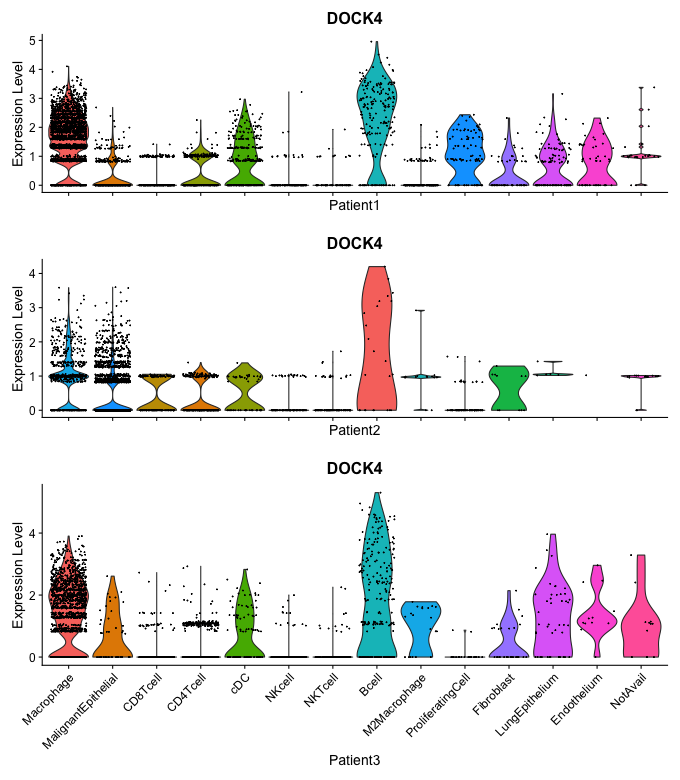 DOCK4
5
4
3
2
1
0
Expression Level
Patient1
DOCK4
4
3
2
1
0
Expression Level
Patient2
DOCK4
4
2
0
Expression Level
Macrophage
MalignantEpithelial
CD8Tcell
CD4Tcell
cDC
NKcell
NKTcell
Bcell
M2Macrophage
ProliferatingCell
Fibroblast
LungEpithelium
Endothelium
NotAvail
Patient3